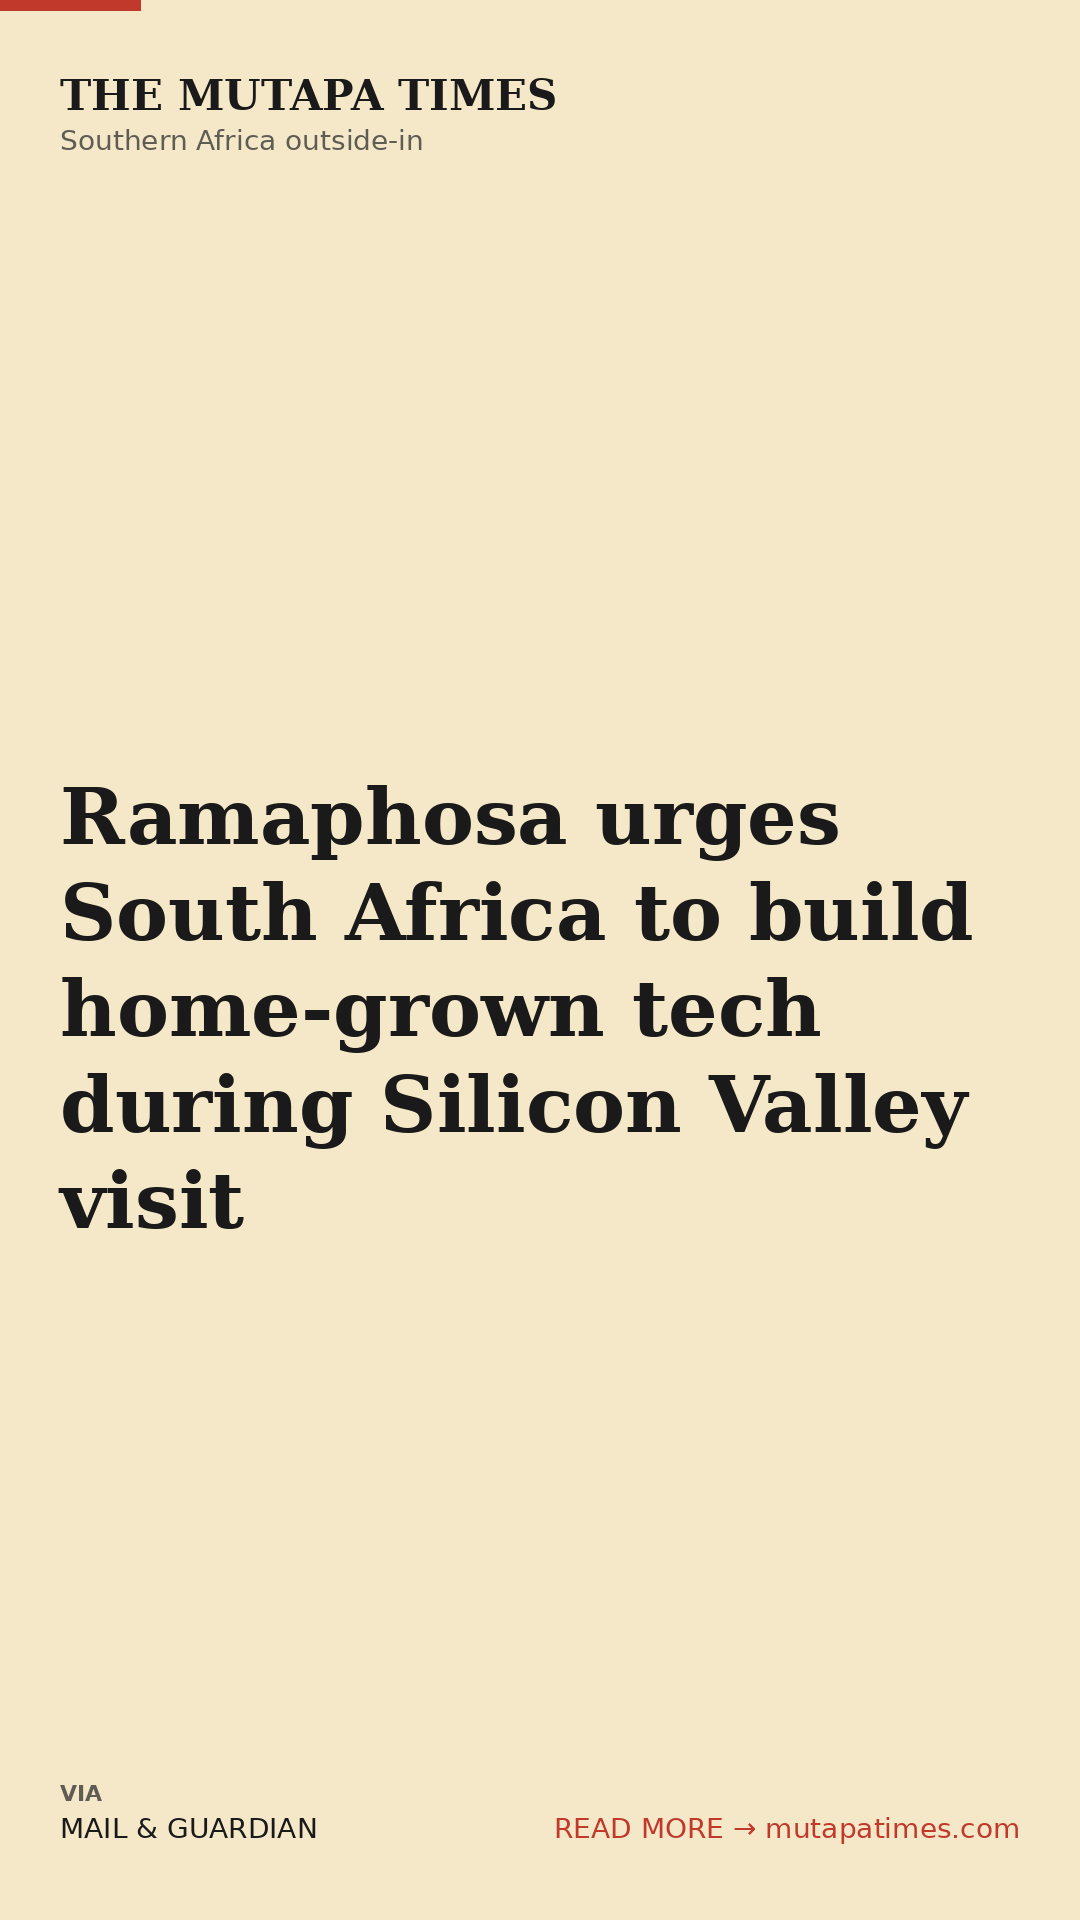 THE MUTAPA TIMES
Southern Africa outside-in
Ramaphosa urges
South Africa to build
home-grown tech
during Silicon Valley
visit
VIA
MAIL & GUARDIAN
READ MORE → mutapatimes.com